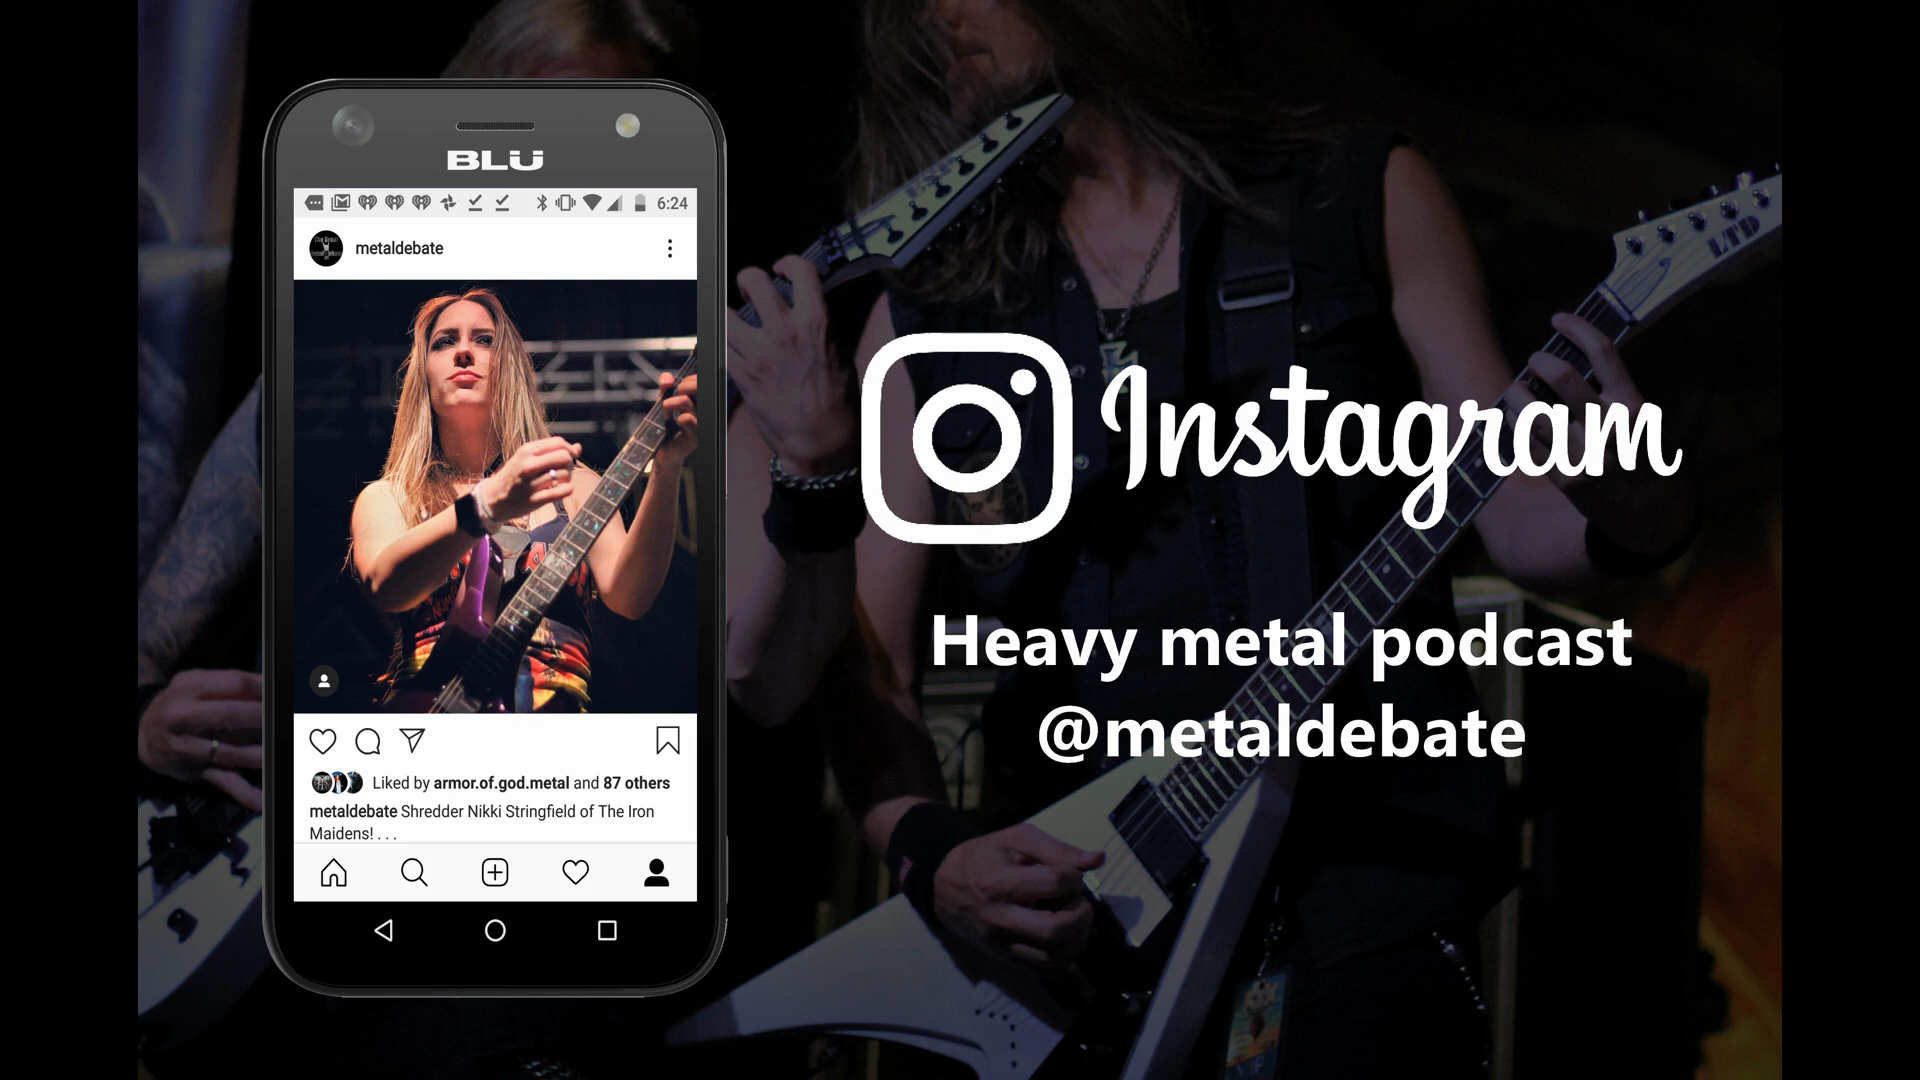 BLU
6:24
metaldebate
Liked by armor.of.god.metal and 87 others
metaldebate Shredder Nikki Stringfield of The Iron
Maidens! . . .
Instagram
Heavy metal podcast
@metaldebate
LTD